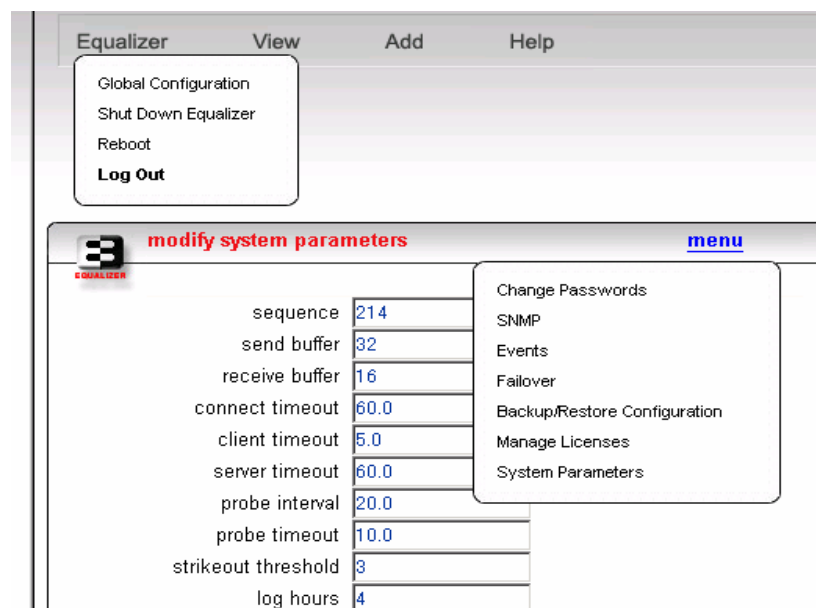 Equalizer View Add Help
Global Configuration
Shut Down Equalizer
Reboot
Log Out
EQUALIZER
modify system parameters menu
sequence 214
send buffer 32
receive buffer 16
connect timeout 60.0
client timeout 5.0
server timeout 60.0
probe interval 20.0
probe timeout 10.0
strikeout threshold 3
log hours 4
Change Passwords
SNMP
Events
Failover
Backup/Restore Configuration
Manage Licenses
System Parameters